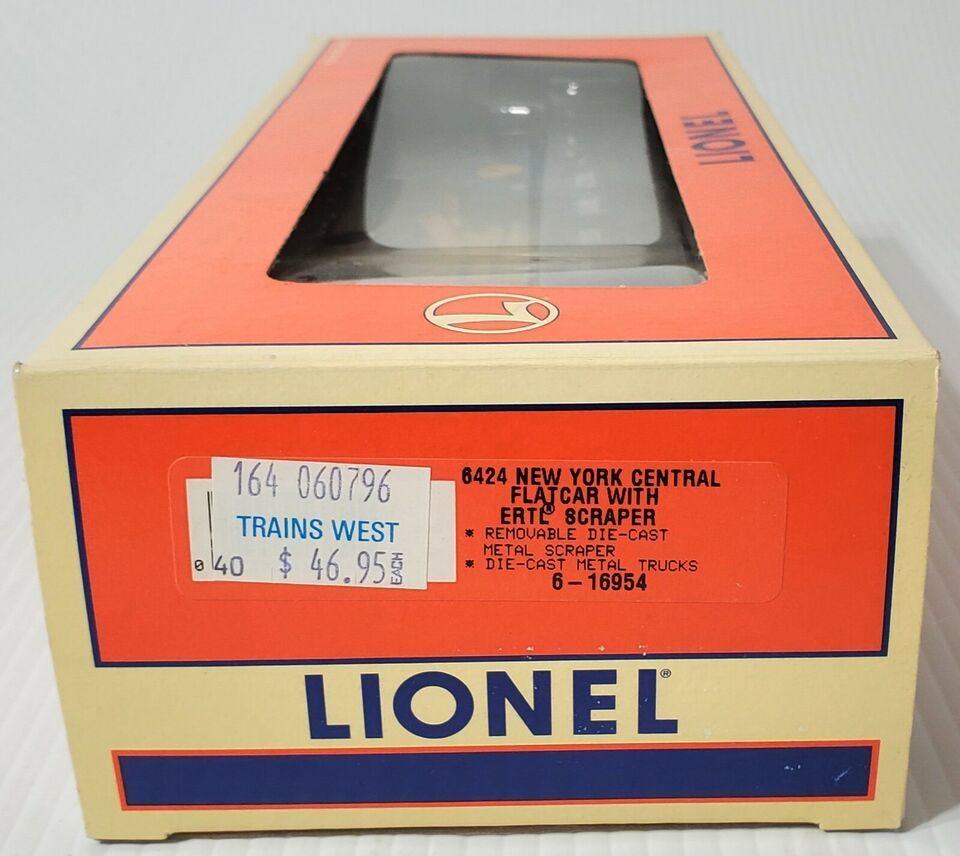 LIONEL
164 060796
TRAINS WEST
0 40 $ 46.95 EACH
6424 NEW YORK CENTRAL
FLATCAR WITH
ERTL® SCRAPER
* REMOVABLE DIE-CAST
METAL SCRAPER
* DIE-CAST METAL TRUCKS
6-16954
LIONEL®